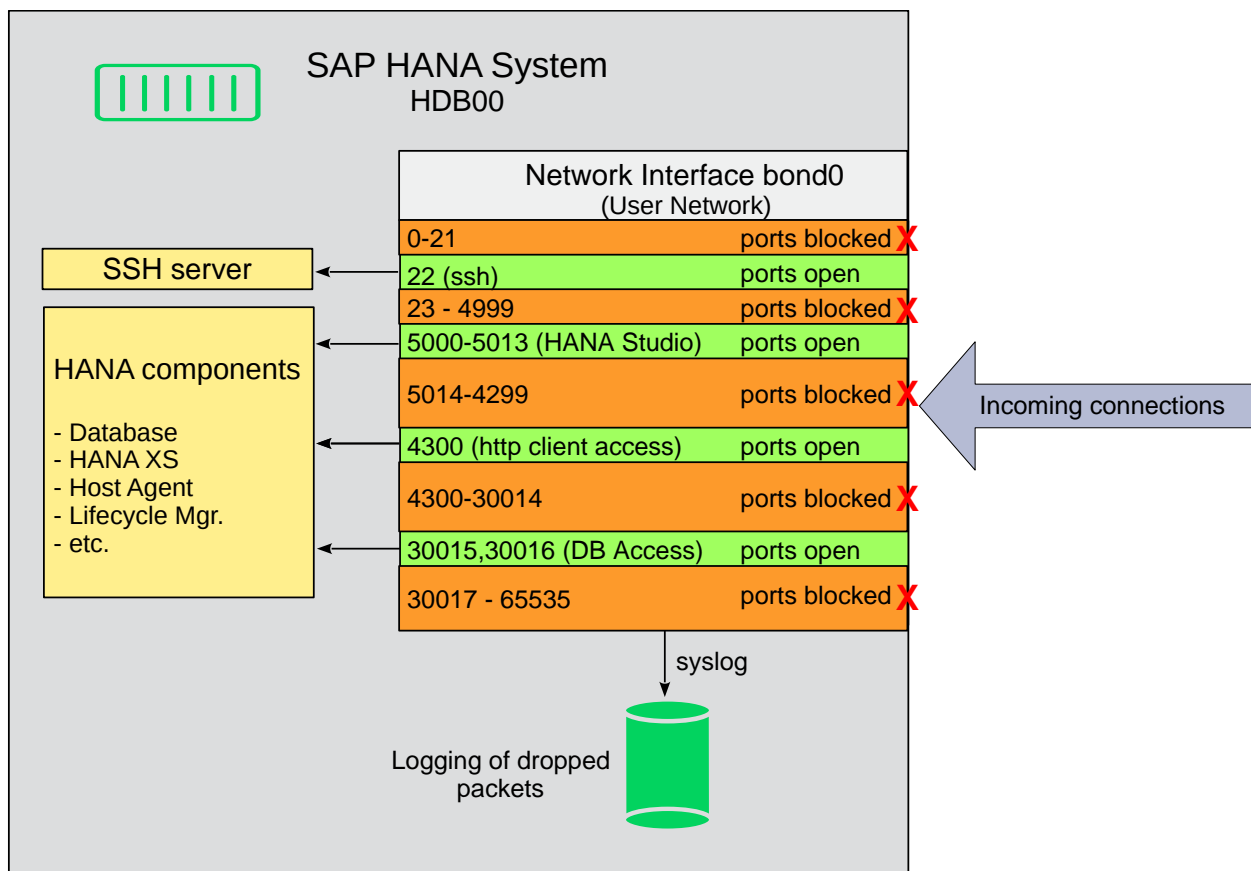 SAP HANA System
HDB00
Network Interface bond0
(User Network)
0-21 ports blocked X
22 (ssh) ports open
23 - 4999 ports blocked X
5000-5013 (HANA Studio) ports open
5014-4299 ports blocked X
4300 (http client access) ports open
4300-30014 ports blocked X
30015,30016 (DB Access) ports open
30017 - 65535 ports blocked X
SSH server
HANA components
- Database
- HANA XS
- Host Agent
- Lifecycle Mgr.
- etc.
Incoming connections
syslog
Logging of dropped
packets